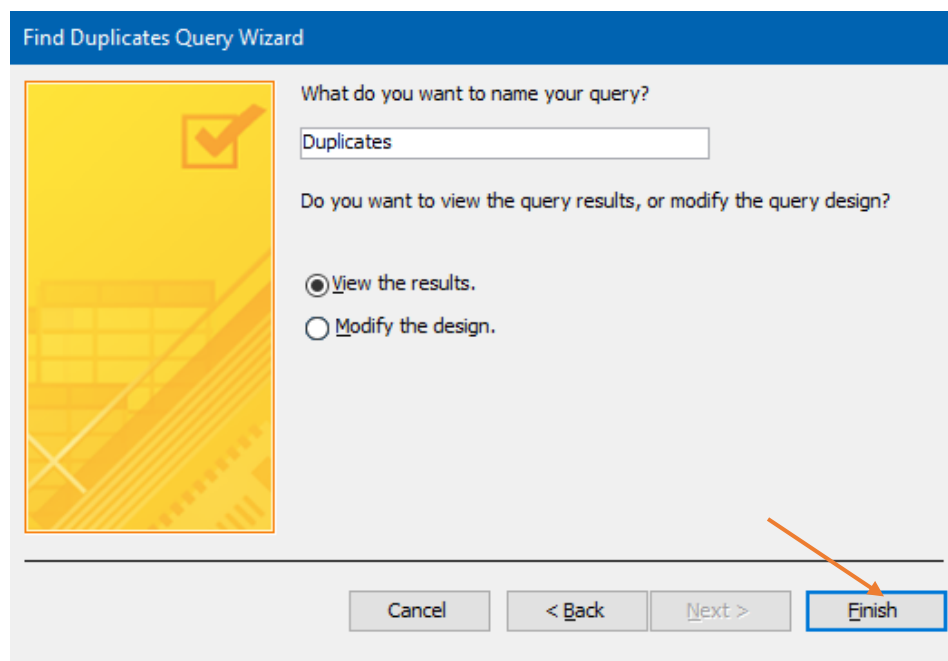 Find Duplicates Query Wizard
What do you want to name your query?
Duplicates
Do you want to view the query results, or modify the query design?
View the results.
Modify the design.
Cancel
< Back
Next >
Finish